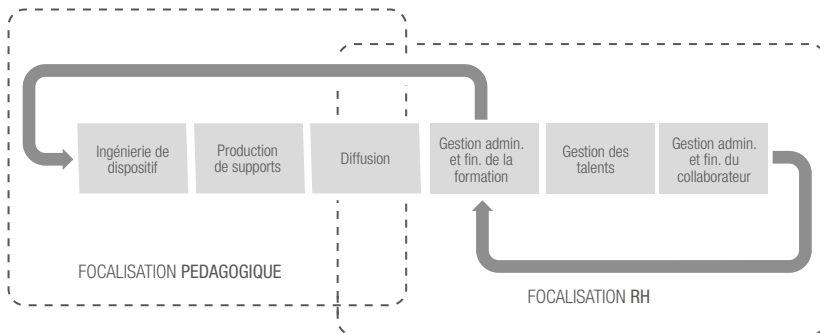 Ingénierie de
dispositif
Production
de supports
Diffusion
Gestion admin.
et fin. de la
formation
Gestion des
talents
Gestion admin.
et fin. du
collaborateur
FOCALISATION PEDAGOGIQUE
FOCALISATION RH